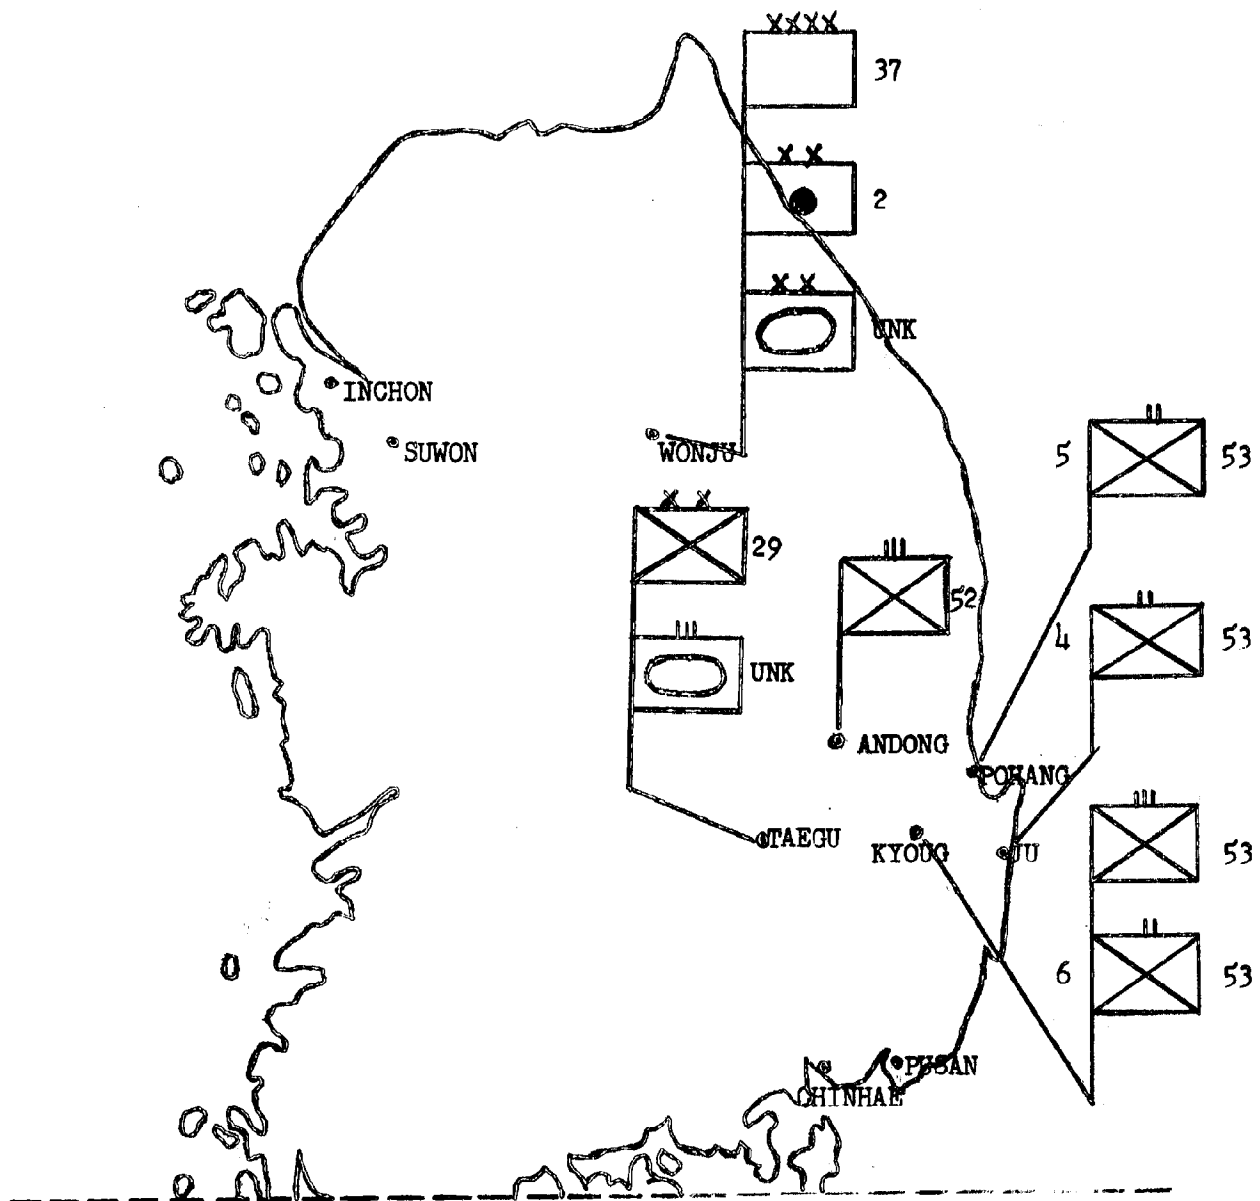 XXXX
37
XX
2
XX
UNK
INCHON
SUWON
WONJU
5
53
XX
29
III
52
II
4
53
III
UNK
ANDONG
POHANG
TAEGU
KYOUG JU
III
53
II
6
53
PUSAN
CHINHAE